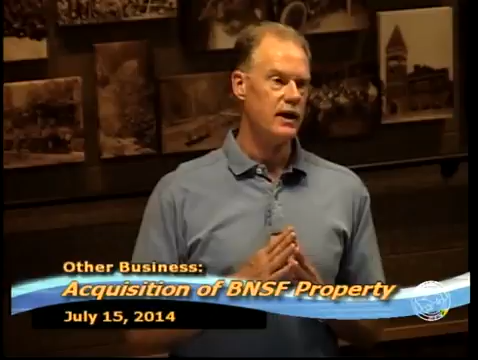 Other Business:
Acquisition of BNSF Property
July 15, 2014